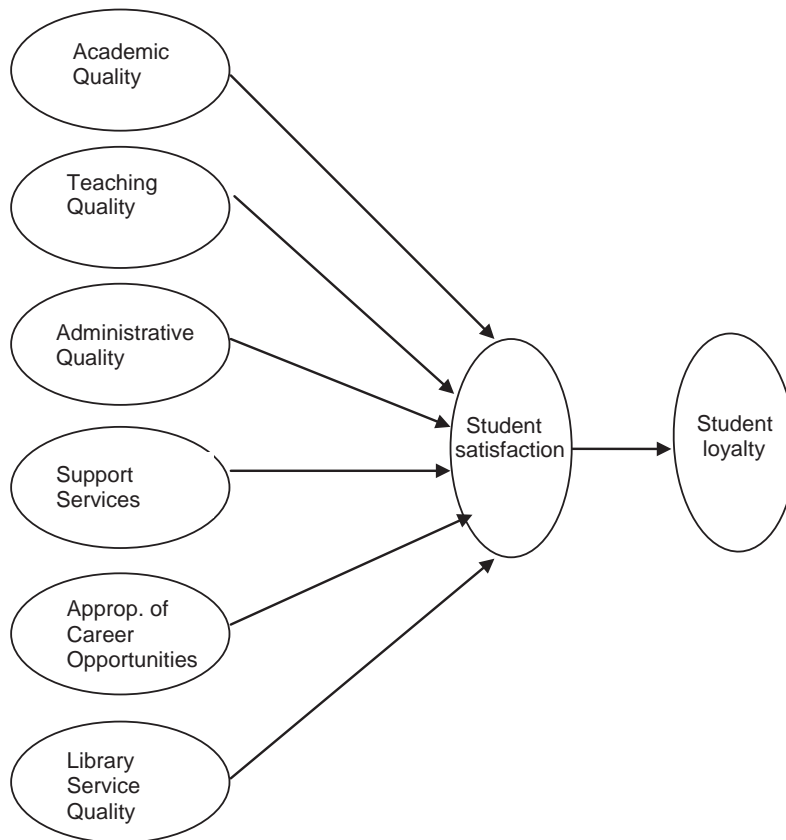 Academic
Quality
Teaching
Quality
Administrative
Quality
Support
Services
Approp. of
Career
Opportunities
Library
Service
Quality
Student
satisfaction
Student
loyalty